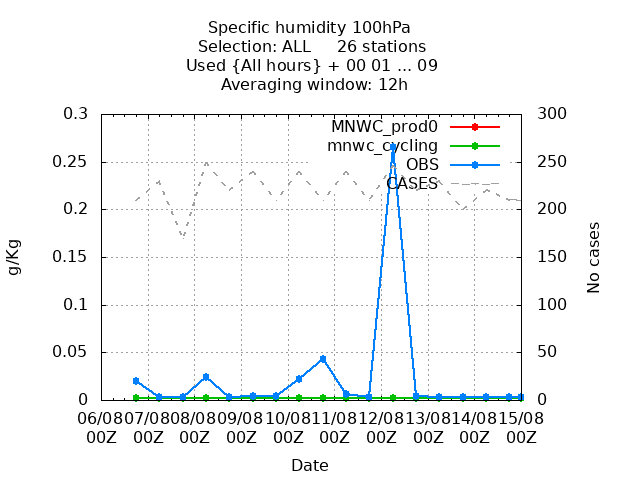 Specific humidity 100hPa
Selection: ALL     26 stations
Used {All hours} + 00 01 ... 09
Averaging window: 12h
MNWC_prod0
mnwc_cycling
OBS
CASES
g/Kg
0.3
0.25
0.2
0.15
0.1
0.05
0
300
250
200
150
100
50
0
No cases
06/08 07/08 08/08 09/08 10/08 11/08 12/08 13/08 14/08 15/08
00Z 00Z 00Z 00Z 00Z 00Z 00Z 00Z 00Z 00Z
Date